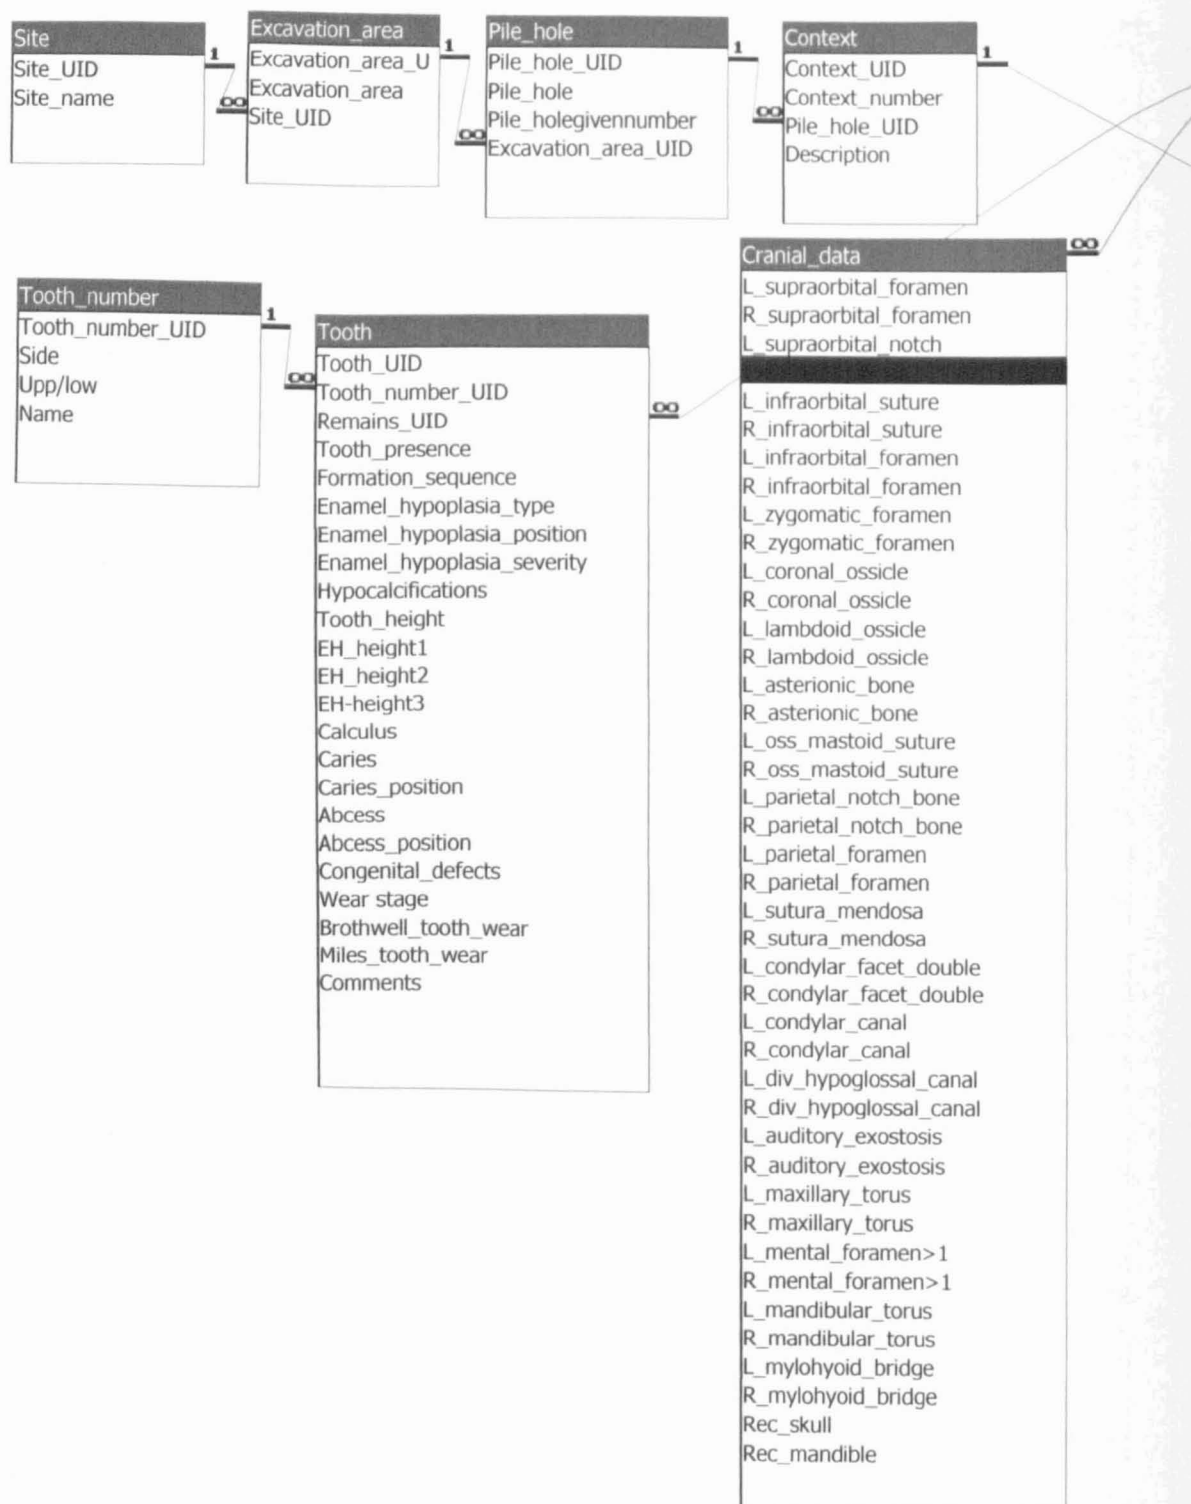 Site
Site_UID
Site_name
1
∞
Excavation_area
Excavation_area_U
Excavation_area
Site_UID
1
∞
Pile_hole
Pile_hole_UID
Pile_hole
Pile_holegivennumber
Excavation_area_UID
1
∞
Context
Context_UID
Context_number
Pile_hole_UID
Description
1
Tooth_number
Tooth_number_UID
Side
Upp/low
Name
1
∞
Tooth
Tooth_UID
Tooth_number_UID
Remains_UID
Tooth_presence
Formation_sequence
Enamel_hypoplasia_type
Enamel_hypoplasia_position
Enamel_hypoplasia_severity
Hypocalcifications
Tooth_height
EH_height1
EH_height2
EH-height3
Calculus
Caries
Caries_position
Abcess
Abcess_position
Congenital_defects
Wear stage
Brothwell_tooth_wear
Miles_tooth_wear
Comments
∞
Cranial_data
L_supraorbital_foramen
R_supraorbital_foramen
L_supraorbital_notch
L_infraorbital_suture
R_infraorbital_suture
L_infraorbital_foramen
R_infraorbital_foramen
L_zygomatic_foramen
R_zygomatic_foramen
L_coronal_ossicle
R_coronal_ossicle
L_lambdoid_ossicle
R_lambdoid_ossicle
L_asterionic_bone
R_asterionic_bone
L_oss_mastoid_suture
R_oss_mastoid_suture
L_parietal_notch_bone
R_parietal_notch_bone
L_parietal_foramen
R_parietal_foramen
L_sutura_mendosa
R_sutura_mendosa
L_condylar_facet_double
R_condylar_facet_double
L_condylar_canal
R_condylar_canal
L_div_hypoglossal_canal
R_div_hypoglossal_canal
L_auditory_exostosis
R_auditory_exostosis
L_maxillary_torus
R_maxillary_torus
L_mental_foramen>1
R_mental_foramen>1
L_mandibular_torus
R_mandibular_torus
L_mylohyoid_bridge
R_mylohyoid_bridge
Rec_skull
Rec_mandible
∞